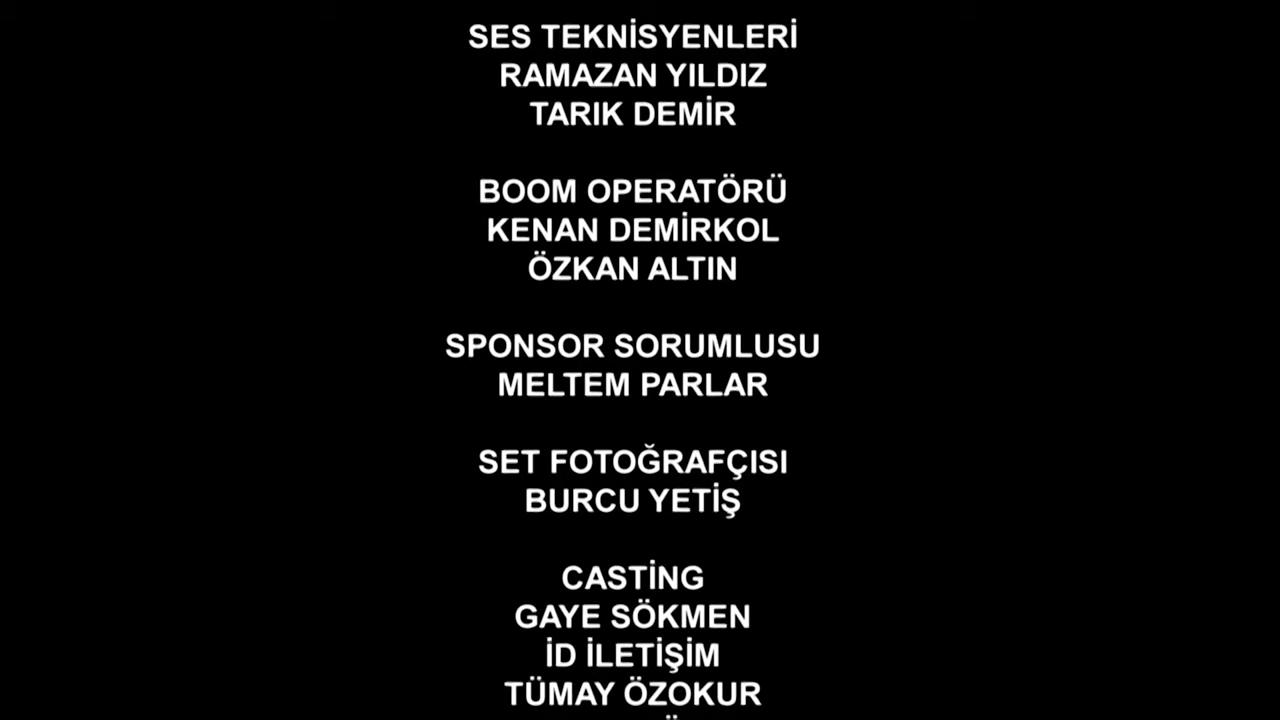 SES TEKNİSYENLERİ
RAMAZAN YILDIZ
TARIK DEMİR
BOOM OPERATÖRÜ
KENAN DEMİRKOL
ÖZKAN ALTIN
SPONSOR SORUMLUSU
MELTEM PARLAR
SET FOTOĞRAFÇISI
BURCU YETİŞ
CASTİNG
GAYE SÖKMEN
İD İLETİŞİM
TÜMAY ÖZOKUR